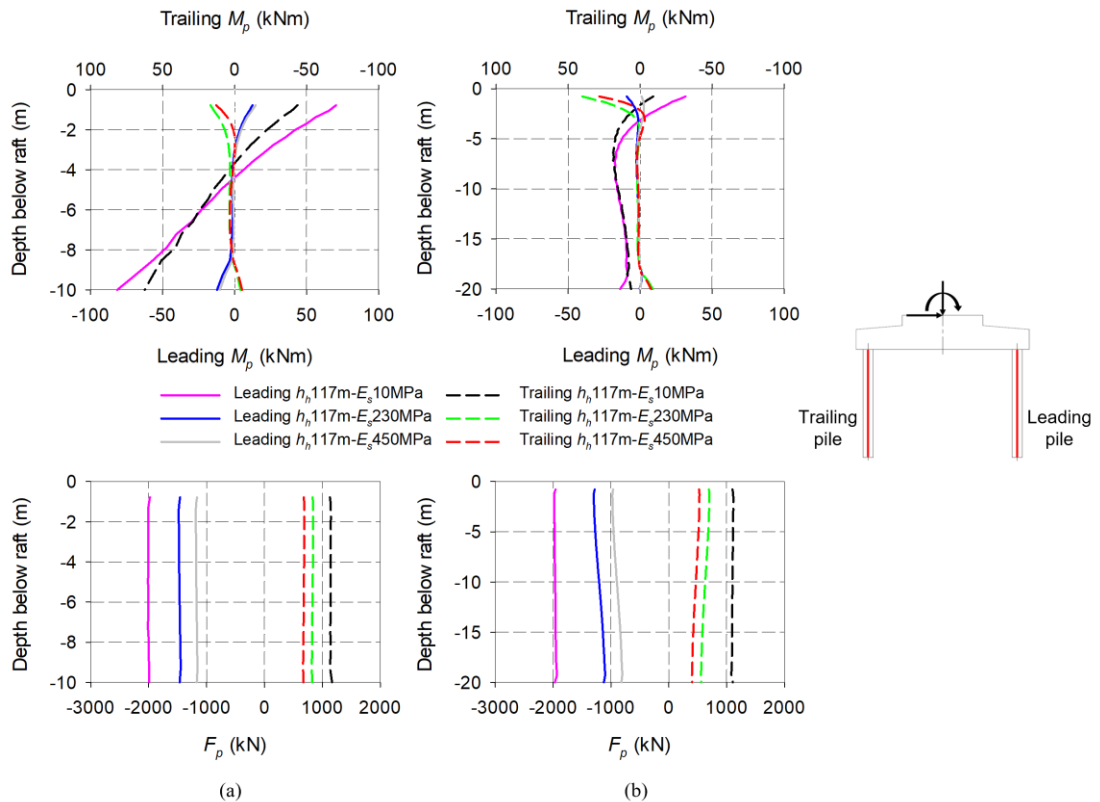 (a)
(b)
Trailing Mp (kNm)
Trailing Mp (kNm)
100 50 0 -50 -100
100 50 0 -50 -100
Depth below raft (m)
0
-2
-4
-6
-8
-10
-100 -50 0 50 100
Leading Mp (kNm)
Depth below raft (m)
0
-5
-10
-15
-20
-100 -50 0 50 100
Leading Mp (kNm)
Leading hh117m-Es10MPa
Leading hh117m-Es230MPa
Leading hh117m-Es450MPa
Trailing hh117m-Es10MPa
Trailing hh117m-Es230MPa
Trailing hh117m-Es450MPa
Trailing
pile
Leading
pile
Depth below raft (m)
0
-2
-4
-6
-8
-10
-3000 -2000 -1000 0 1000 2000
Fp (kN)
(a)
Depth below raft (m)
0
-5
-10
-15
-20
-3000 -2000 -1000 0 1000 2000
Fp (kN)
(b)